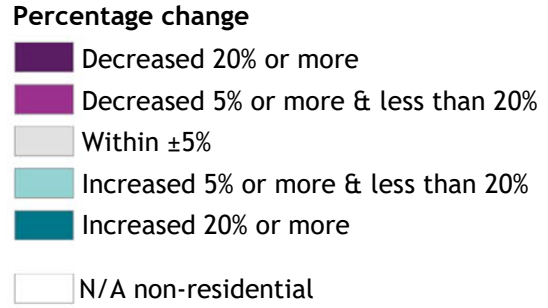 Percentage change
Decreased 20% or more
Decreased 5% or more & less than 20%
Within ±5%
Increased 5% or more & less than 20%
Increased 20% or more
N/A non-residential